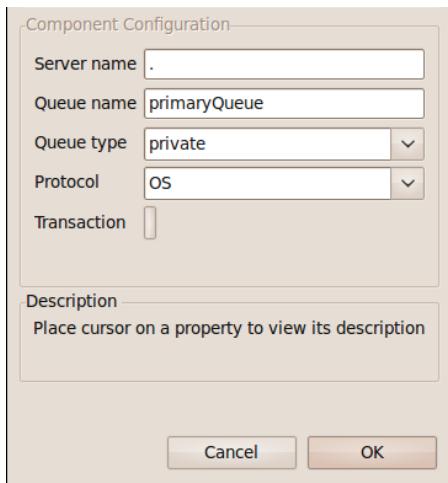 Component Configuration
Server name .
Queue name primaryQueue
Queue type private
Protocol OS
Transaction
Description
Place cursor on a property to view its description
Cancel OK